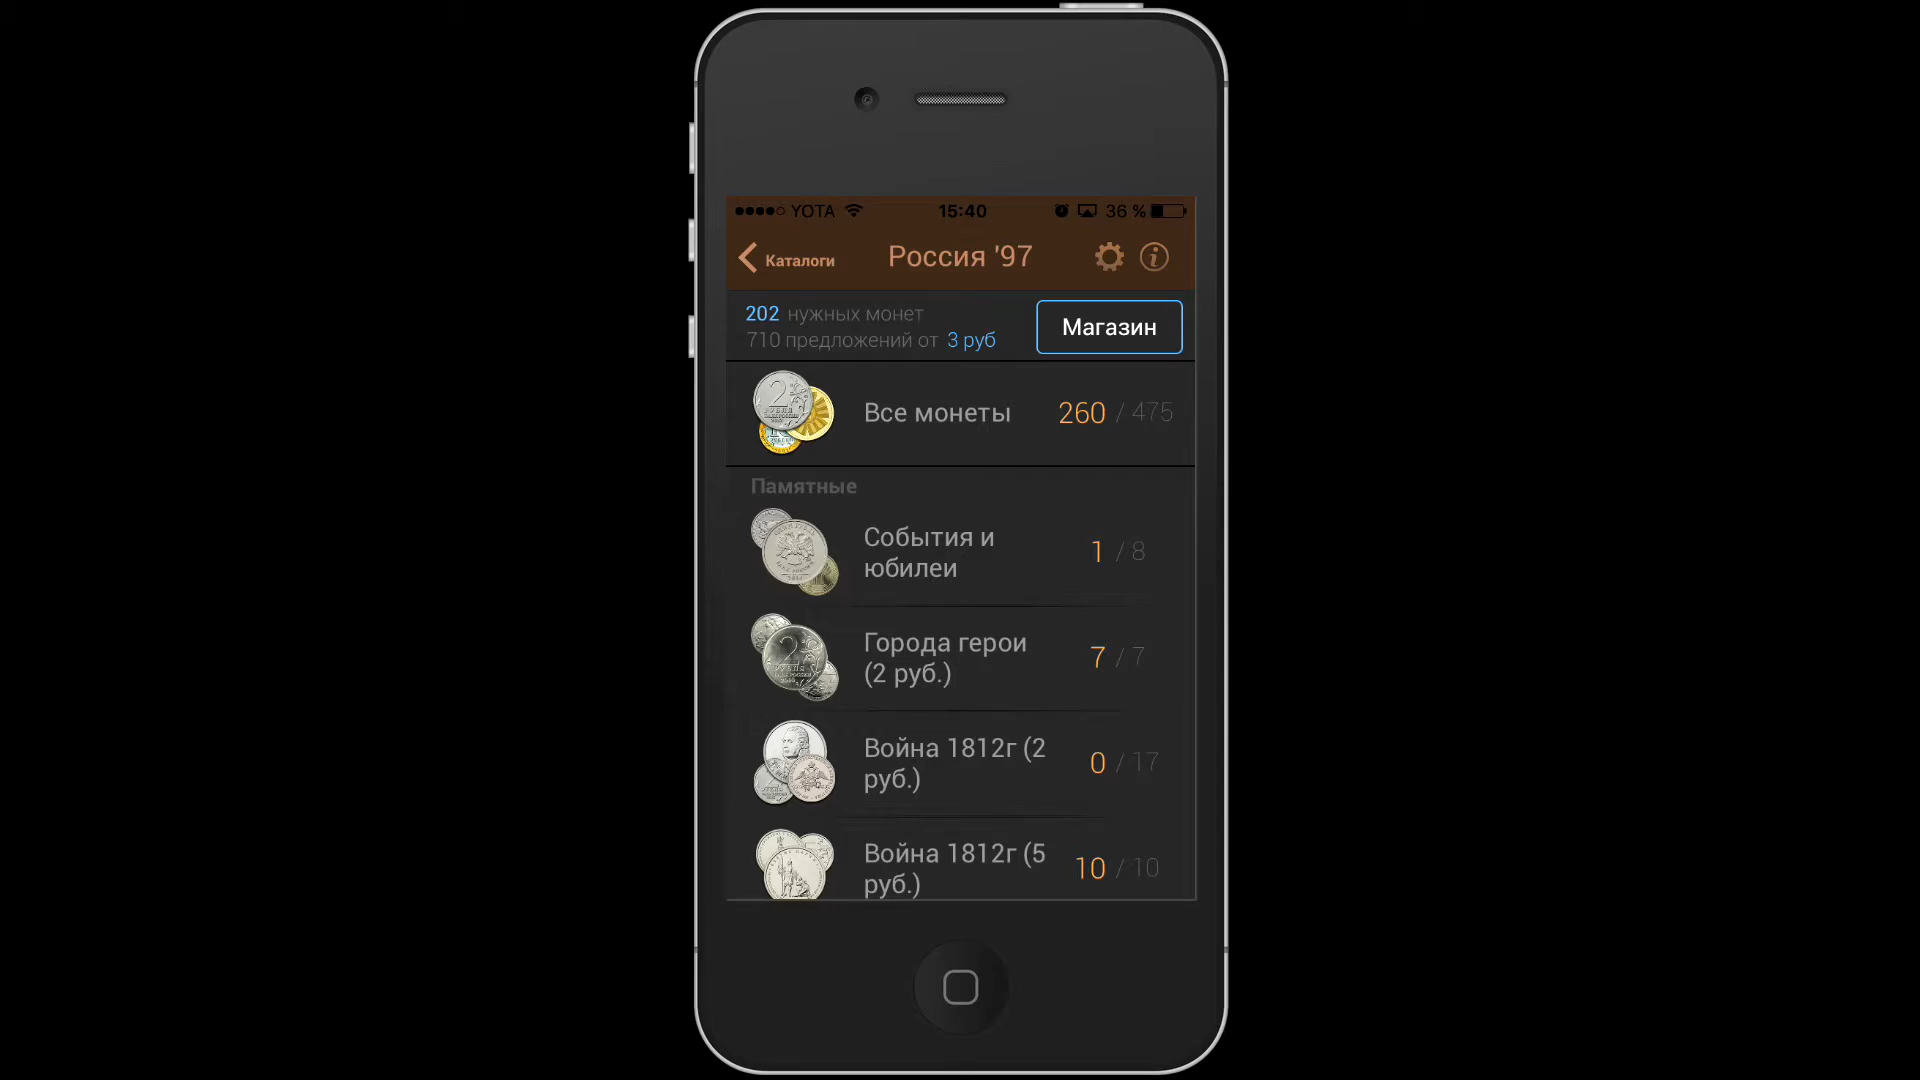 YOTA 15:40 36 %
Каталоги Россия '97
202 нужных монет
710 предложений от 3 руб
Магазин
Все монеты 260 / 475
Памятные
События и
юбилеи
1 / 8
Города герои
(2 руб.)
7 / 7
Война 1812г (2
руб.)
0 / 17
Война 1812г (5
руб.)
10 / 10